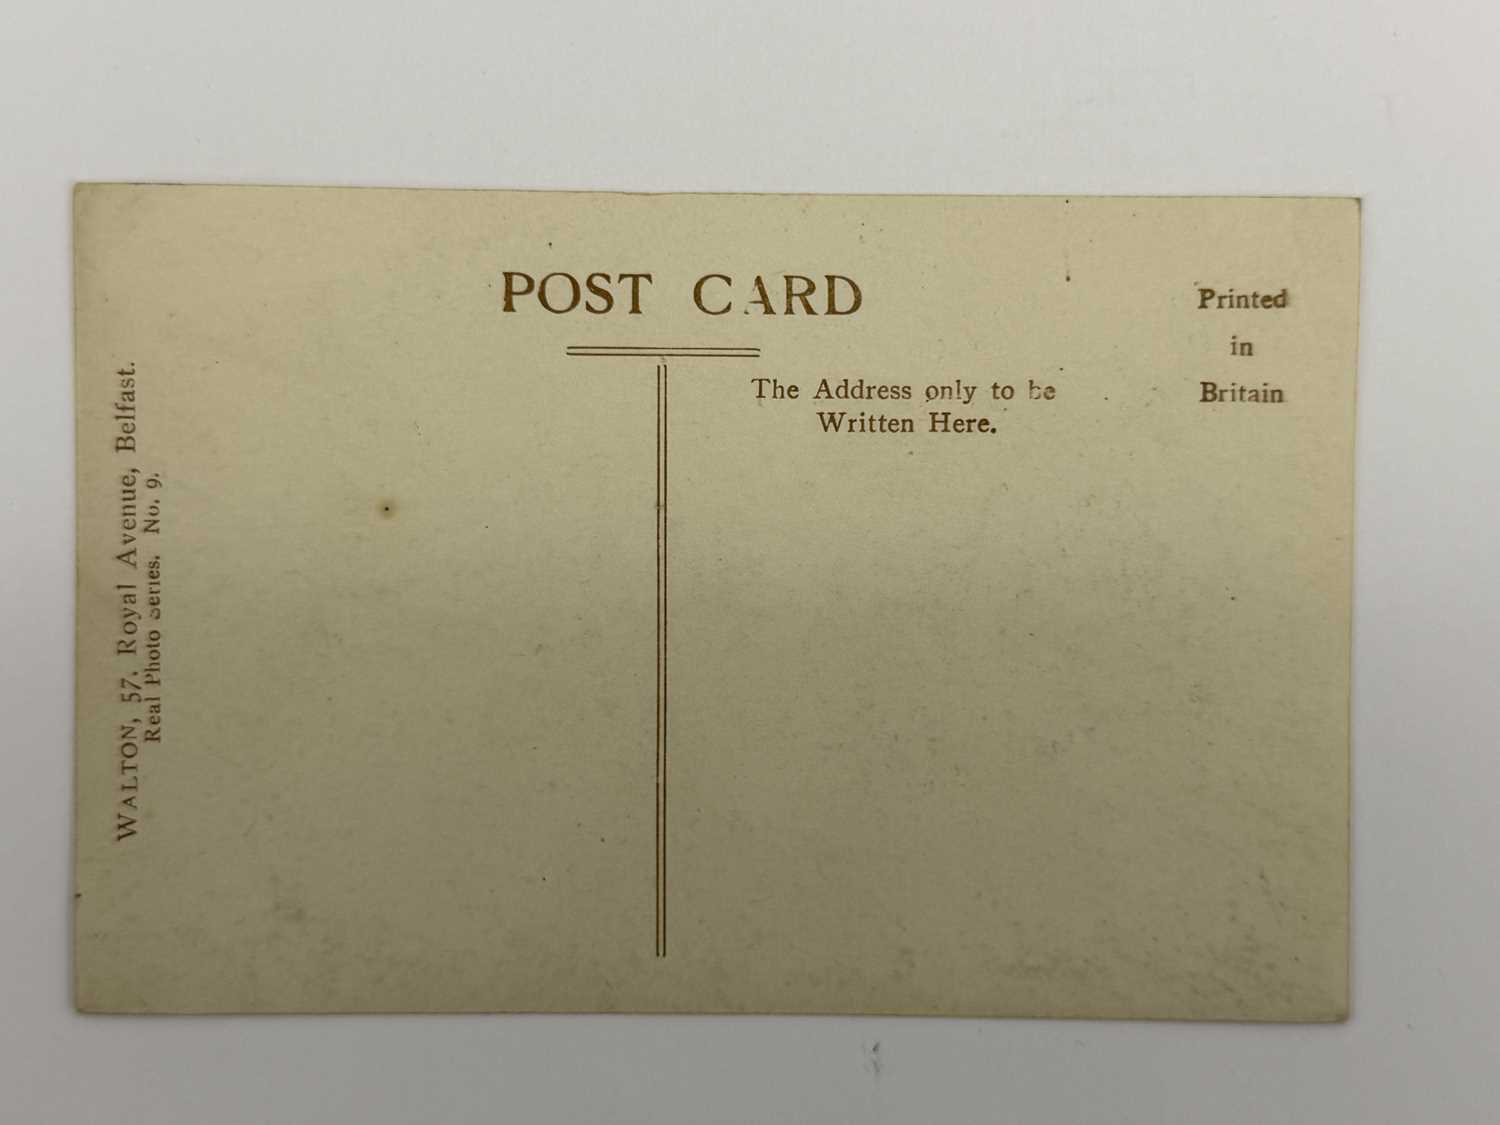 POST CARD
The Address only to be
Written Here.
Printed
in
Britain
WALTON, 57, Royal Avenue, Belfast.
Real Photo Series. No. 9.